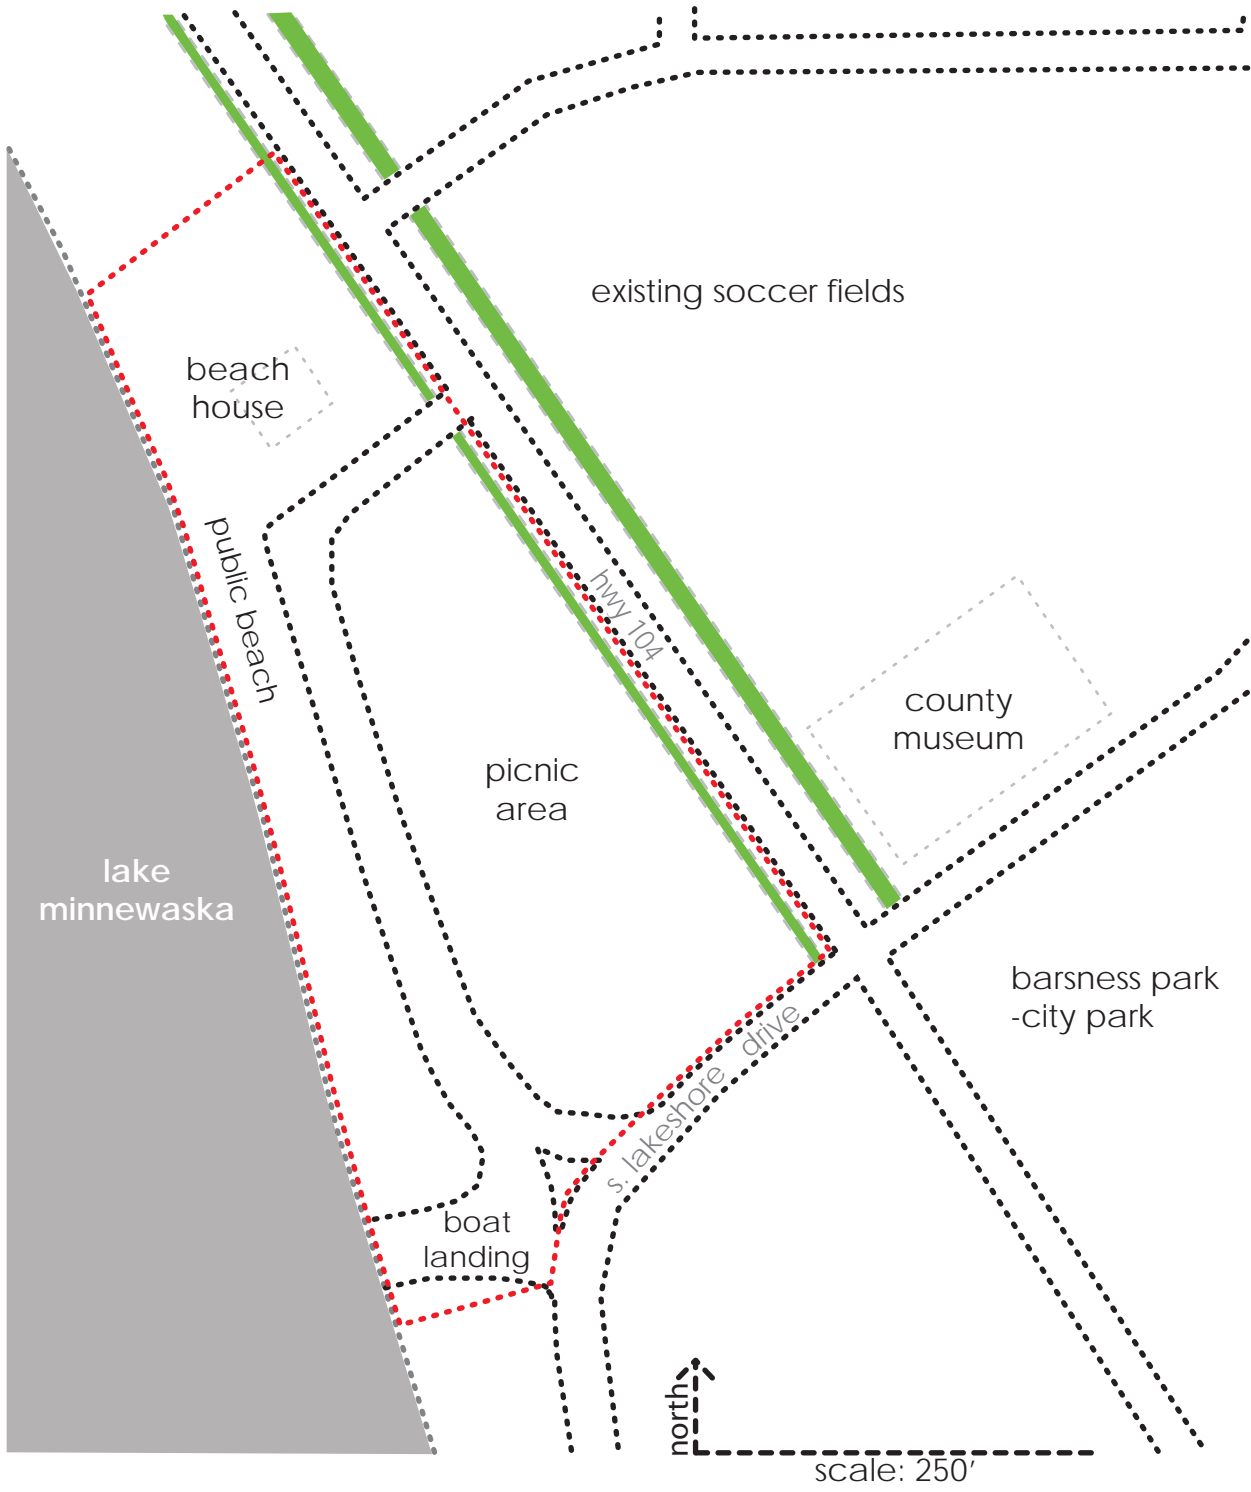 existing soccer fields
beach
house
public beach
hwy 104
county
museum
picnic
area
lake
minnewaska
barsness park
-city park
s. lakeshore drive
boat
landing
north
scale: 250'